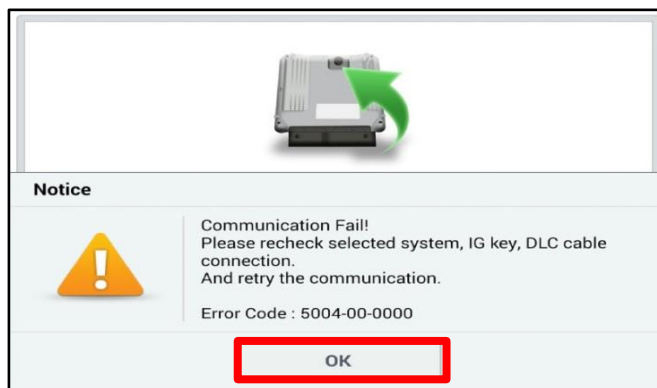 Notice
Communication Fail!
Please recheck selected system, IG key, DLC cable
connection.
And retry the communication.
Error Code : 5004-00-0000
OK